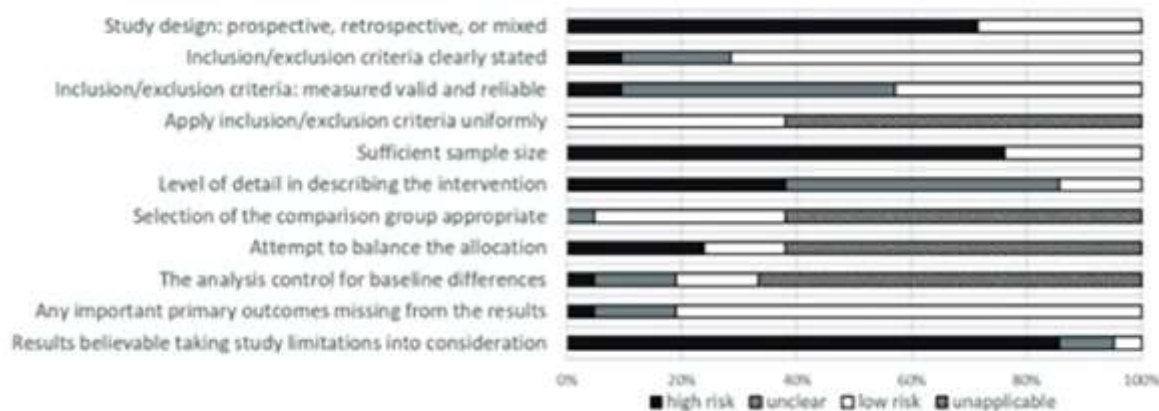 Study design: prospective, retrospective, or mixed
Inclusion/exclusion criteria clearly stated
Inclusion/exclusion criteria: measured valid and reliable
Apply inclusion/exclusion criteria uniformly
Sufficient sample size
Level of detail in describing the intervention
Selection of the comparison group appropriate
Attempt to balance the allocation
The analysis control for baseline differences
Any important primary outcomes missing from the results
Results believable taking study limitations into consideration
0% 20% 40% 60% 80% 100%
high risk unclear low risk unapplicable